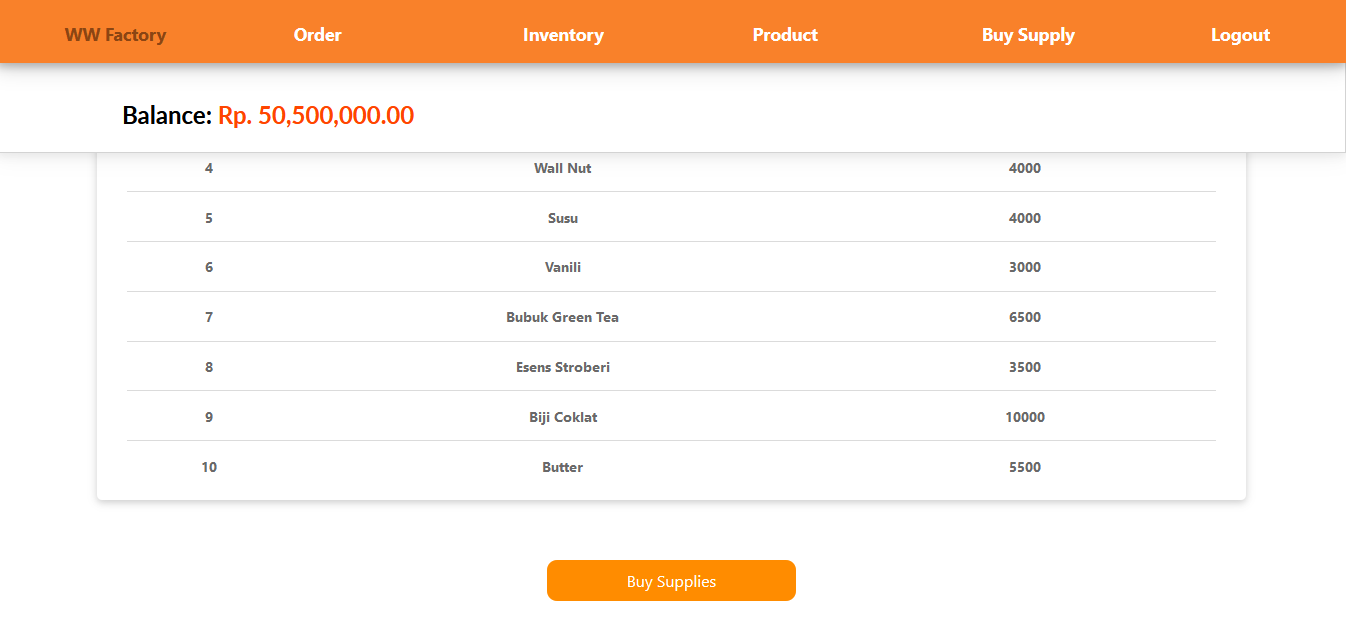 WW Factory Order Inventory Product Buy Supply Logout
Balance: Rp. 50,500,000.00
4 Wall Nut 4000
5 Susu 4000
6 Vanili 3000
7 Bubuk Green Tea 6500
8 Esens Stroberi 3500
9 Biji Coklat 10000
10 Butter 5500
Buy Supplies